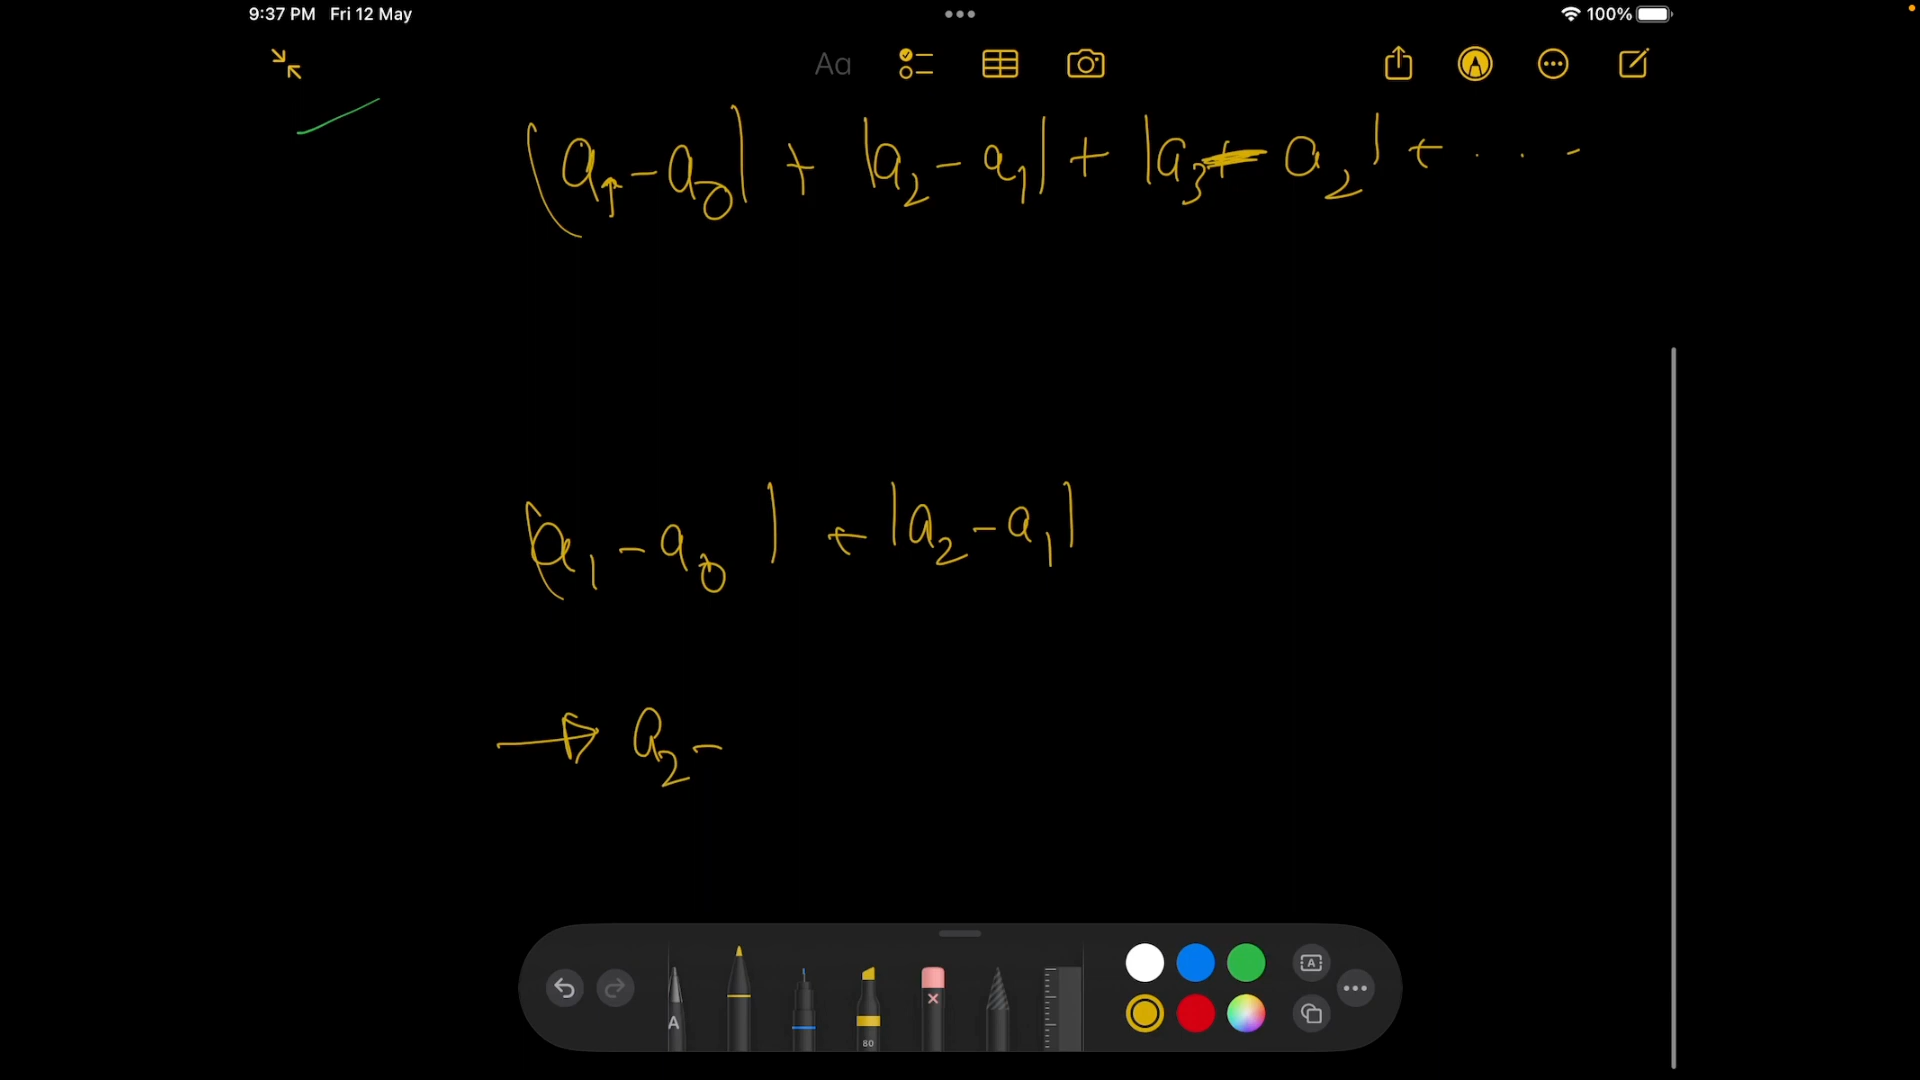 9:37 PM Fri 12 May 100%
Aa
|a₁ - a₀| + |a₂ - a₁| + |a₃ - a₂| + ...
|a₁ - a₀| + |a₂ - a₁|
→ a₂ -
A 80 A